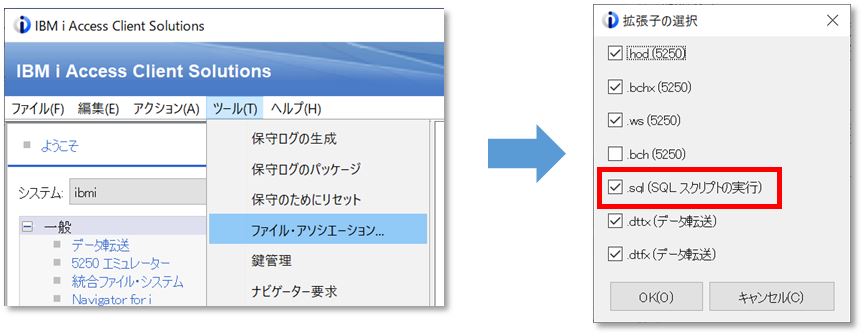 IBM i Access Client Solutions
IBM i Access Client Solutions
ファイル(F) 編集(E) アクション(A) ツール(T) ヘルプ(H)
ようこそ
システム: ibmi
一般
データ転送
5250 エミュレーター
統合ファイル・システム
Navigator for i
保守ログの生成
保守ログのパッケージ
保守のためにリセット
ファイル・アソシエーション...
鍵管理
ナビゲーター要求
拡張子の選択
.hod (5250)
.bchx (5250)
.ws (5250)
.bch (5250)
.sql (SQL スクリプトの実行)
.dttx (データ転送)
.dtfx (データ転送)
OK(O) キャンセル(C)